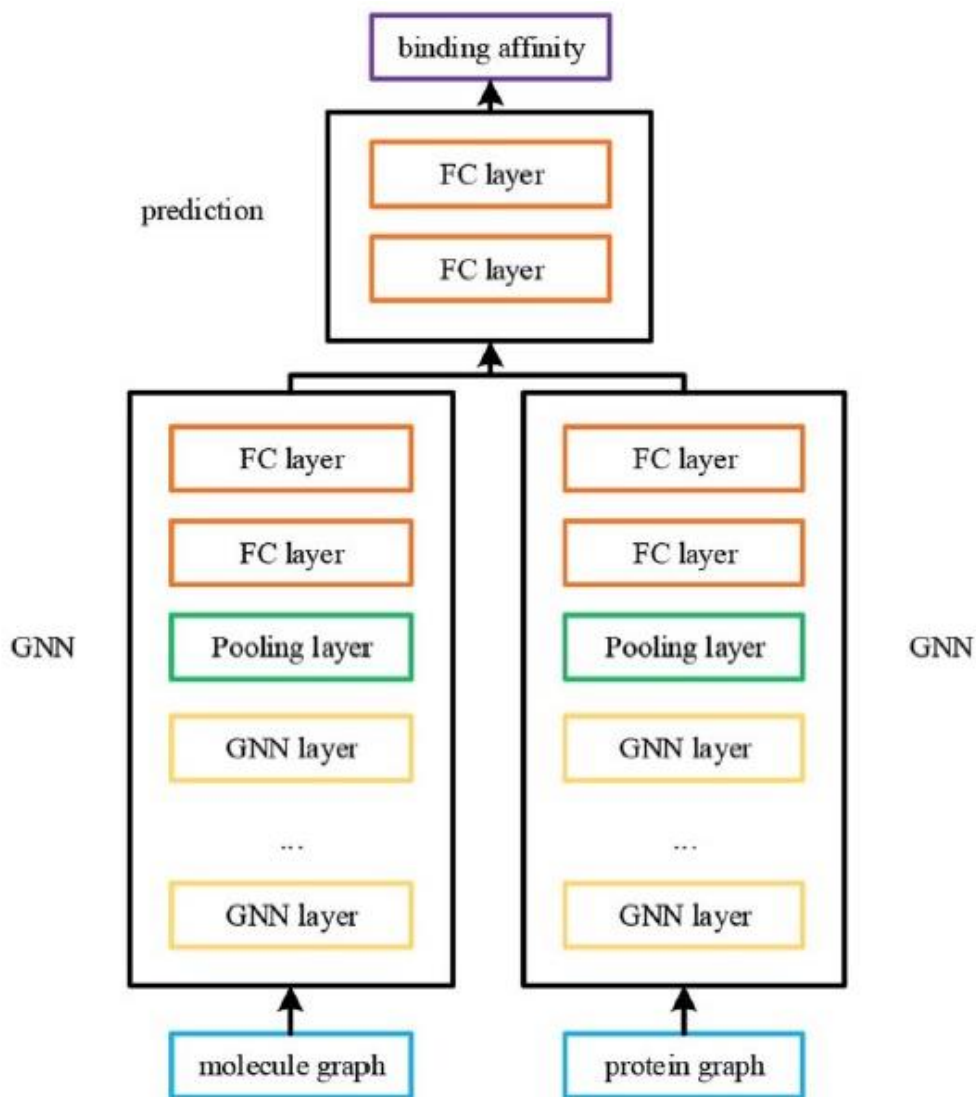 binding affinity
FC layer
prediction
FC layer
FC layer
FC layer
FC layer
FC layer
GNN
Pooling layer
Pooling layer
GNN
GNN layer
GNN layer
...
...
GNN layer
GNN layer
molecule graph
protein graph